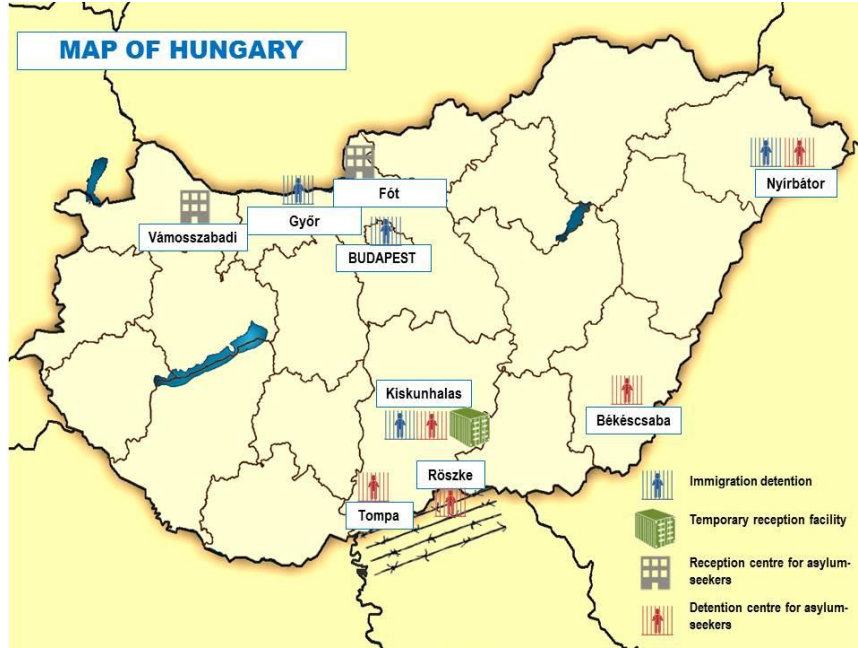 MAP OF HUNGARY
Nyírbátor
Fót
Győr
Vámosszabadi
BUDAPEST
Kiskunhalas
Békéscsaba
Röszke
Tompa
Immigration detention
Temporary reception facility
Reception centre for asylum-
seekers
Detention centre for asylum-
seekers